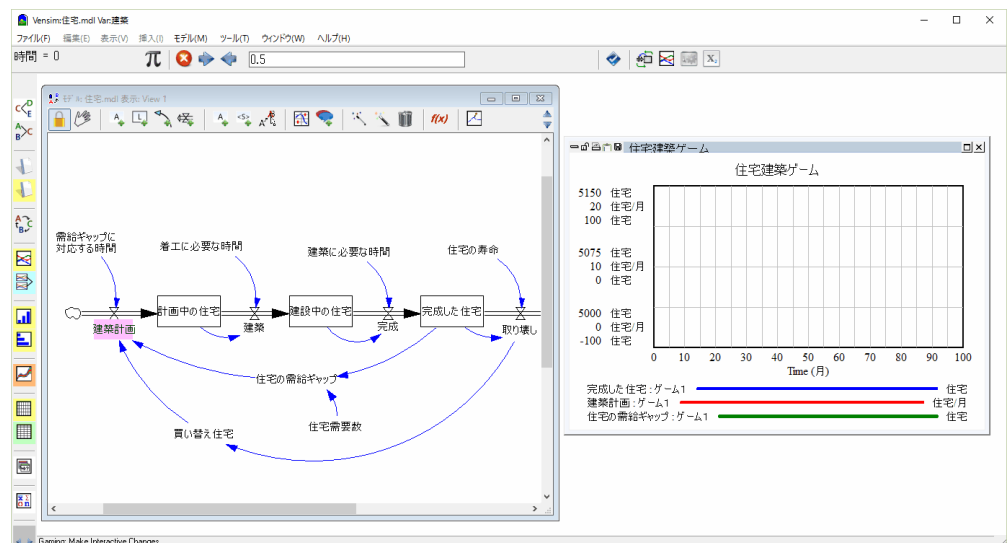 Vensim:住宅.mdl Var:建築
ファイル(F) 編集(E) 表示(V) 挿入(I) モデル(M) ツール(T) ウィンドウ(W) ヘルプ(H)
時間 = 0
0.5
モデル: 住宅.mdl 表示: View 1
需給ギャップに
対応する時間
着工に必要な時間
建築に必要な時間
住宅の寿命
計画中の住宅
建設中の住宅
完成した住宅
建築計画
建築
完成
取り壊し
住宅の需給ギャップ
住宅需要数
買い替え住宅
住宅建築ゲーム
住宅建築ゲーム
5150 住宅
20 住宅/月
100 住宅
5075 住宅
10 住宅/月
0 住宅
5000 住宅
0 住宅/月
-100 住宅
0 10 20 30 40 50 60 70 80 90 100
Time (月)
完成した住宅 : ゲーム1 住宅
建築計画 : ゲーム1 住宅/月
住宅の需給ギャップ : ゲーム1 住宅
Gaming: Make Interactive Changes